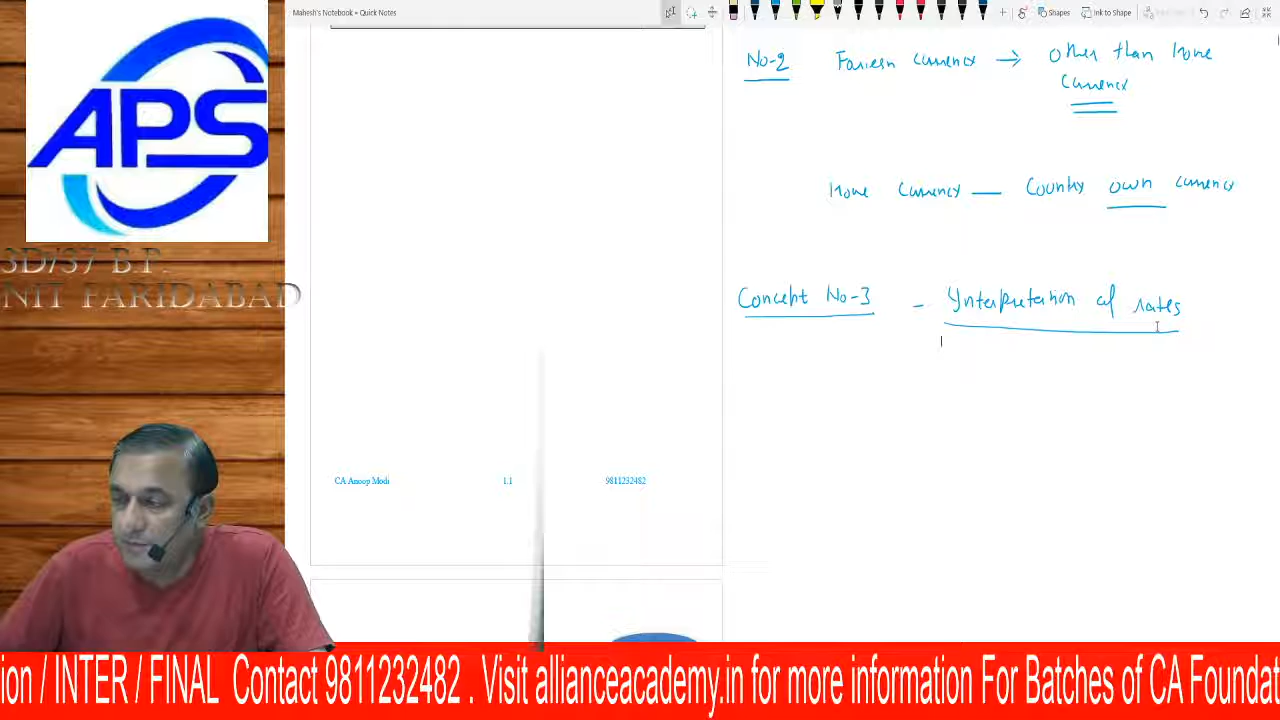 Mahesh's Notebook • Quick Notes
Shapes
Ink to Shape
APS
3D/37 B.P.
NIT FARIDABAD
No-2 Foriegn currency → other than Home
currency
Home currency — Country own currency
Concept No-3 - Interpretation of rates
CA Anoop Modi 1.1 9811232482
ion / INTER / FINAL Contact 9811232482 . Visit allianceacademy.in for more information For Batches of CA Foundat